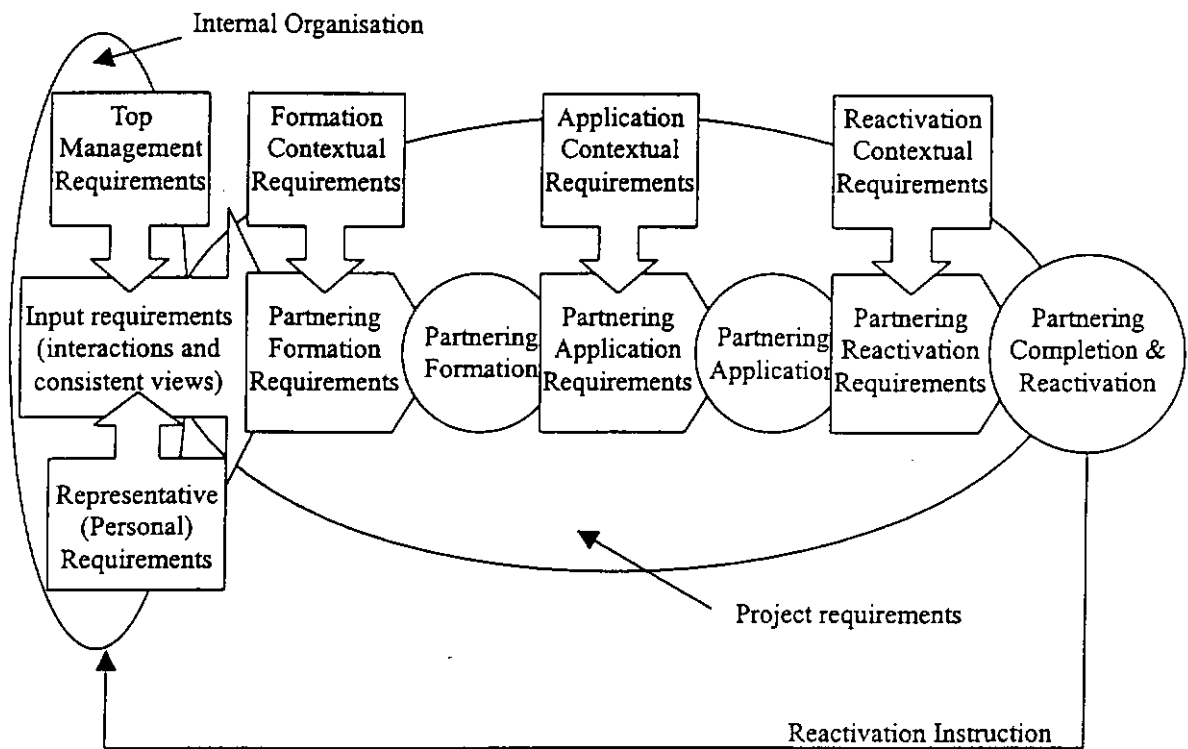 Internal Organisation
Top
Management
Requirements
Formation
Contextual
Requirements
Application
Contextual
Requirements
Reactivation
Contextual
Requirements
Input requirements
(interactions and
consistent views)
Partnering
Formation
Requirements
Partnering
Formation
Partnering
Application
Requirements
Partnering
Application
Partnering
Reactivation
Requirements
Partnering
Completion &
Reactivation
Representative
(Personal)
Requirements
Project requirements
Reactivation Instruction